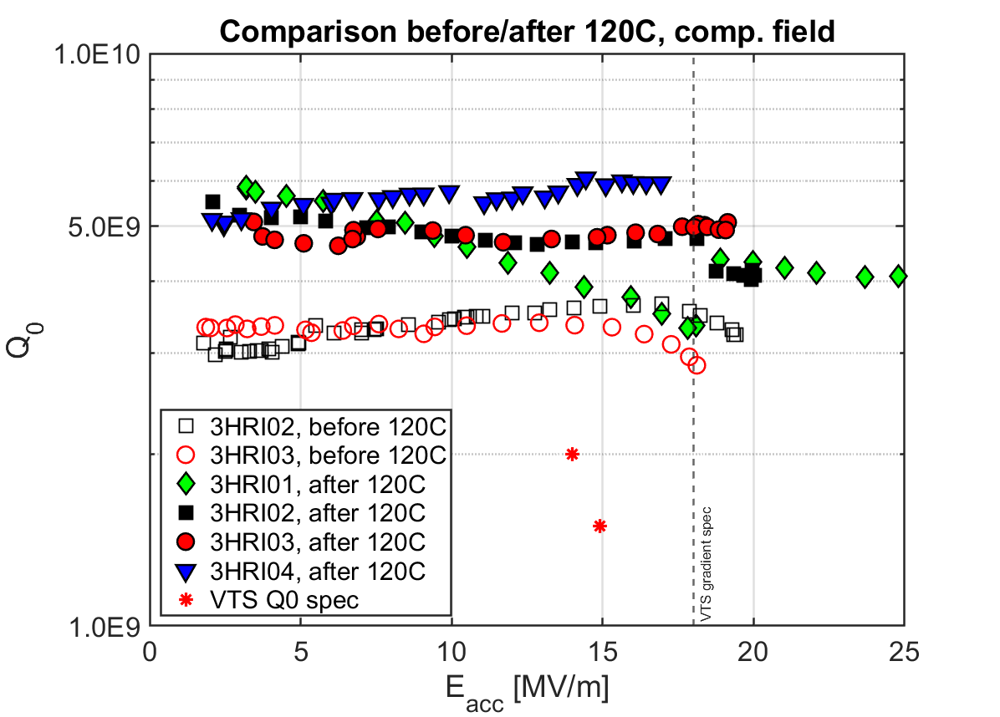 Comparison before/after 120C, comp. field
1.0E10
5.0E9
1.0E9
Q0
3HRI02, before 120C
3HRI03, before 120C
3HRI01, after 120C
3HRI02, after 120C
3HRI03, after 120C
3HRI04, after 120C
VTS Q0 spec
VTS gradient spec
0 5 10 15 20 25
Eacc [MV/m]